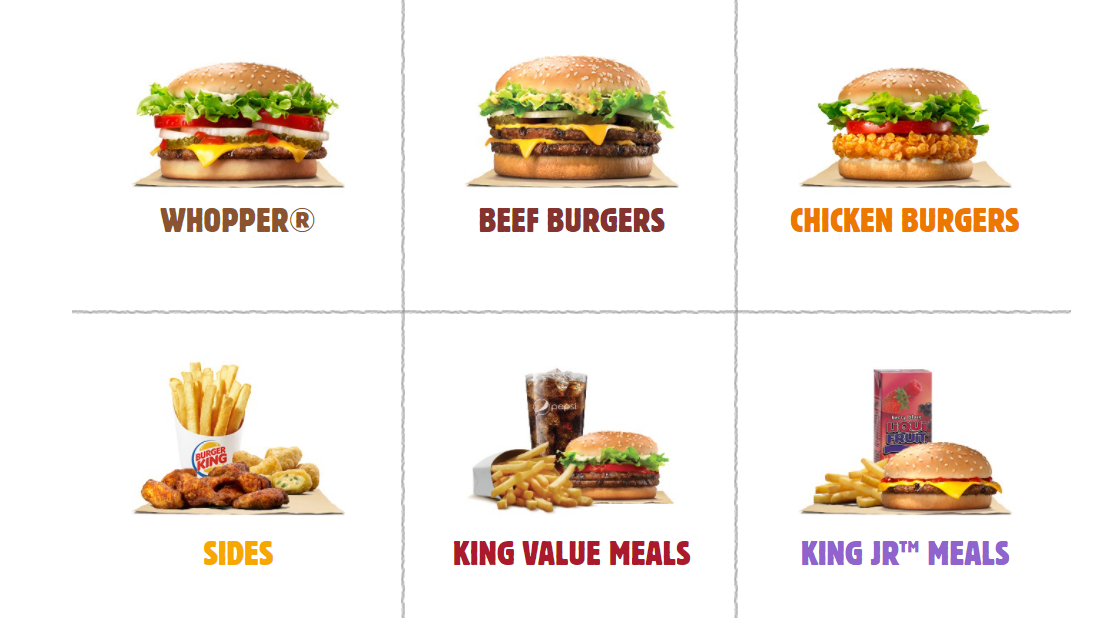 WHOPPER®
BEEF BURGERS
CHICKEN BURGERS
BURGER
KING
pepsi
LIQUI
FRUIT
SIDES
KING VALUE MEALS
KING JR™ MEALS